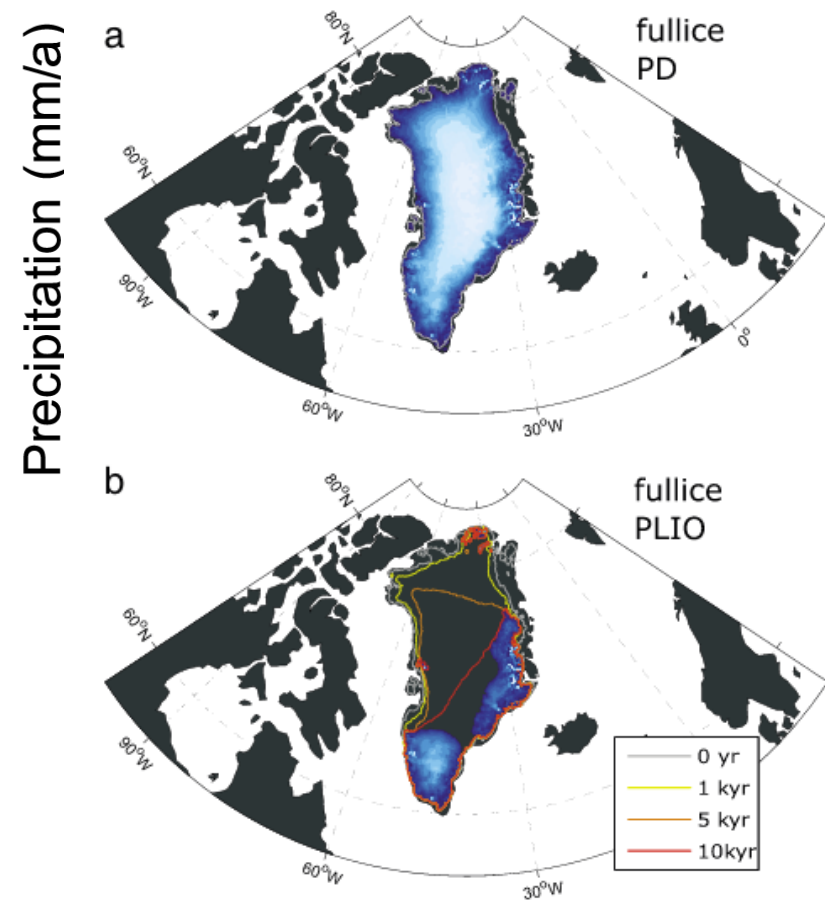 Precipitation (mm/a)
a
fullice
PD
80°N
60°N
90°W
60°W
30°W
0°
b
fullice
PLIO
80°N
60°N
90°W
60°W
30°W
0 yr
1 kyr
5 kyr
10kyr